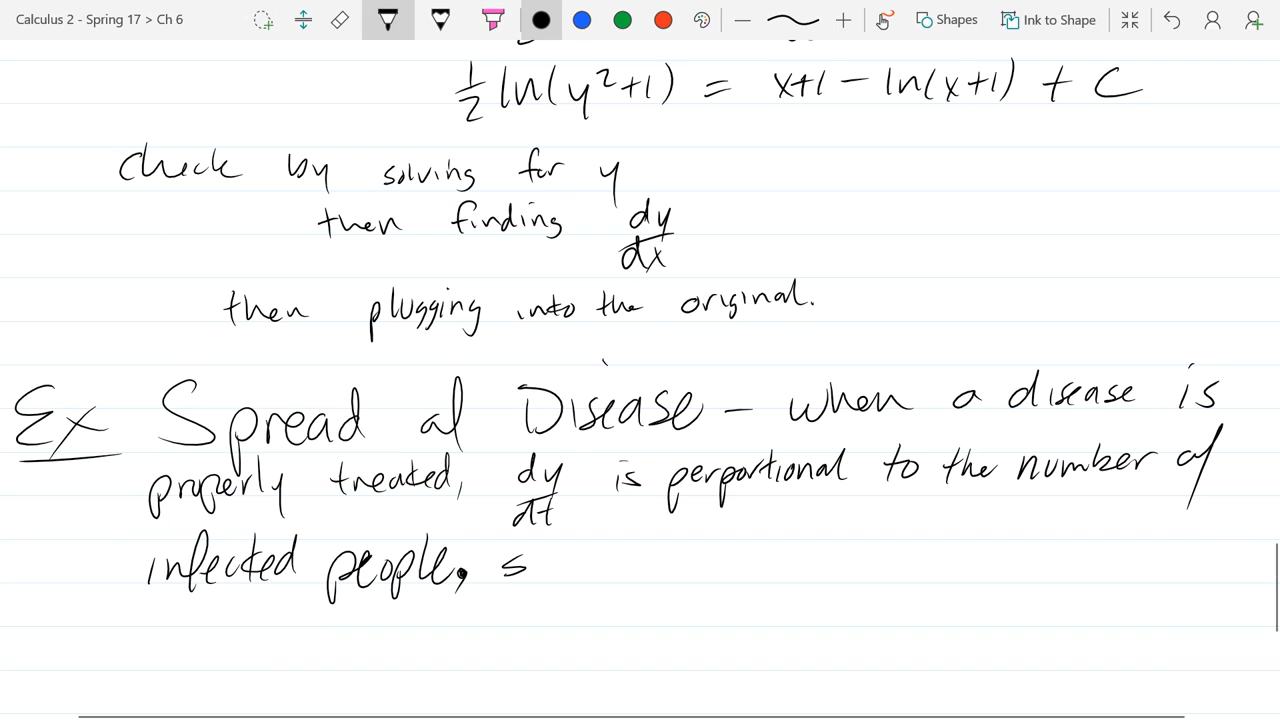 Calculus 2 - Spring 17 > Ch 6 Shapes Ink to Shape
½ ln(y²+1) = x+1 - ln(x+1) + C
check by solving for y
then finding dy/dx
then plugging into the original.
Ex Spread of Disease - when a disease is
properly treated, dy/dt is perportional to the number of
infected people, s